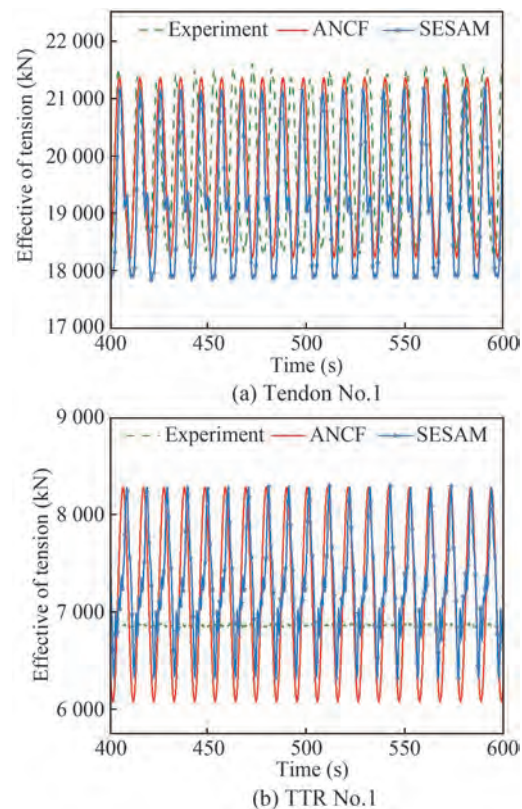 Experiment ANCF SESAM
22 000
21 000
20 000
19 000
18 000
17 000
Effective of tension (kN)
400 450 500 550 600
Time (s)
(a) Tendon No.1
Experiment ANCF SESAM
9 000
8 000
7 000
6 000
Effective of tension (kN)
400 450 500 550 600
Time (s)
(b) TTR No.1